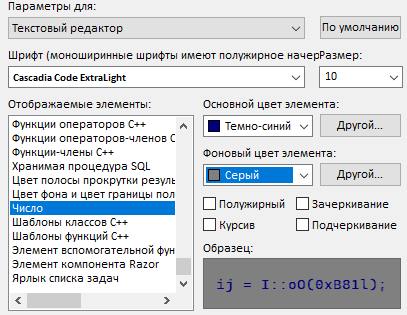 Параметры для:
Текстовый редактор
По умолчанию
Шрифт (моноширинные шрифты имеют полужирное начер
Размер:
Cascadia Code ExtraLight
10
Отображаемые элементы:
Основной цвет элемента:
Функции операторов C++
Темно-синий
Другой...
Функции операторов-членов C
Функции-члены C++
Фоновый цвет элемента:
Хранимая процедура SQL
Серый
Другой...
Цвет полосы прокрутки резуль
Цвет фона и цвет границы пол
Число
Полужирный
Зачеркивание
Шаблоны классов C++
Курсив
Подчеркивание
Шаблоны функций C++
Элемент вспомогательной фун
Образец:
Элемент компонента Razor
Ярлык списка задач
ij = I::oO(0xB81l);